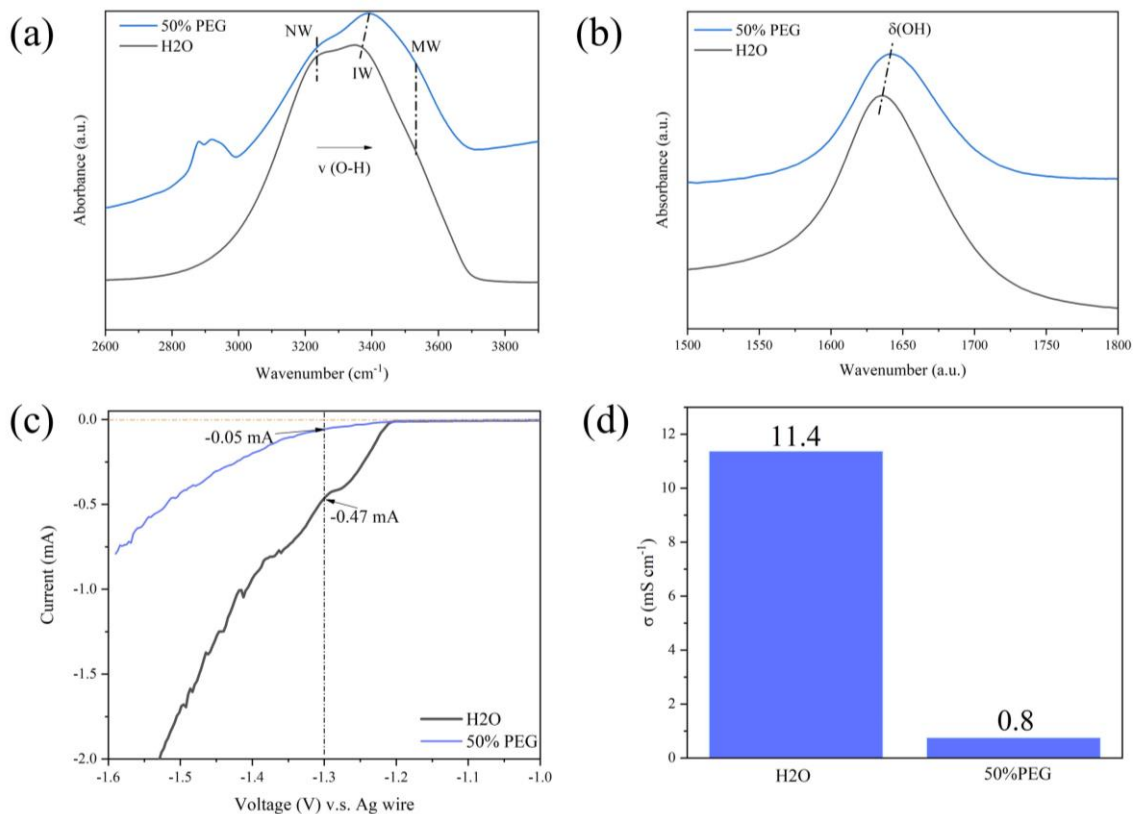 (a)
50% PEG
H2O
NW
IW
MW
ν (O-H)
Aborbance (a.u.)
2600 2800 3000 3200 3400 3600 3800
Wavenumber (cm⁻¹)
(b)
50% PEG
H2O
δ(OH)
Absorbance (a.u.)
1500 1550 1600 1650 1700 1750 1800
Wavenumber (a.u.)
(c)
0.0
-0.5
-1.0
-1.5
-2.0
-0.05 mA
-0.47 mA
H2O
50% PEG
Current (mA)
-1.6 -1.5 -1.4 -1.3 -1.2 -1.1 -1.0
Voltage (V) v.s. Ag wire
(d)
12
10
8
6
4
2
0
11.4
0.8
σ (mS cm⁻¹)
H2O 50%PEG